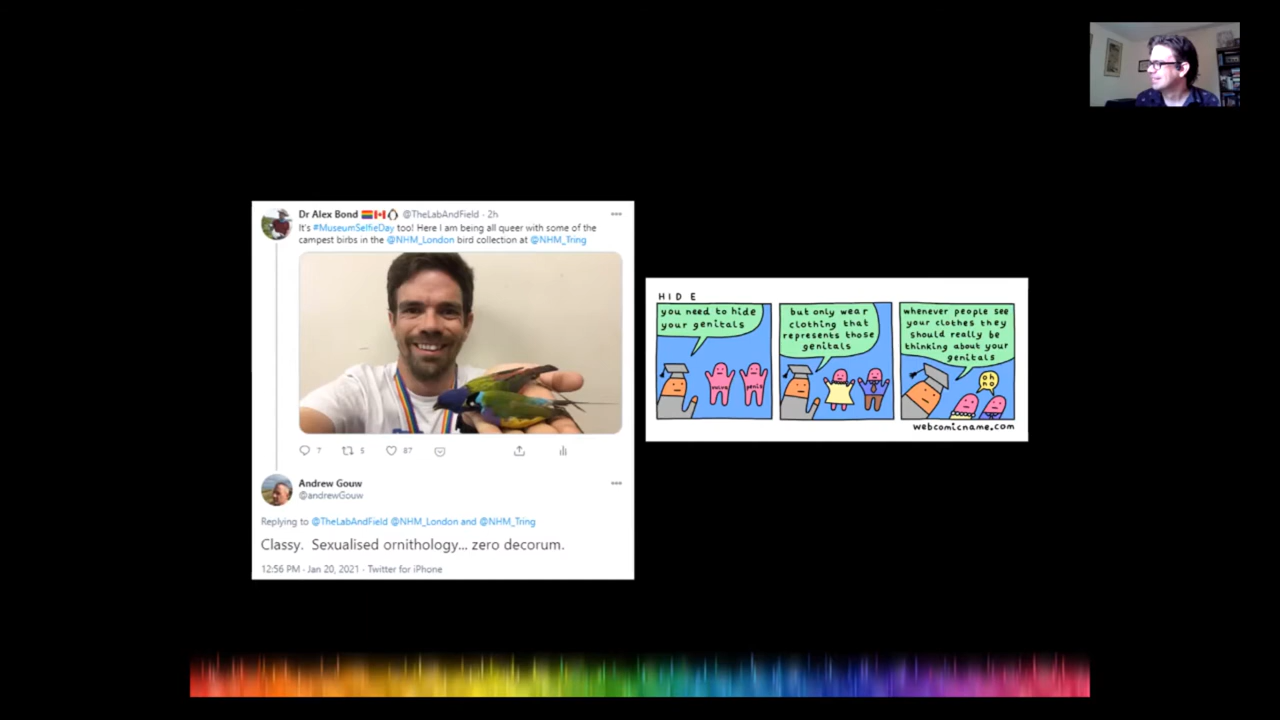 Dr Alex Bond @TheLabAndField · 2h
It's #MuseumSelfieDay too! Here I am being all queer with some of the
campest birbs in the @NHM_London bird collection at @NHM_Tring
7 5 87
Andrew Gouw
@andrewGouw
Replying to @TheLabAndField @NHM_London and @NHM_Tring
Classy. Sexualised ornithology... zero decorum.
12:56 PM · Jan 20, 2021 · Twitter for iPhone
HIDE
you need to hide
your genitals
vulva
penis
but only wear
clothing that
represents those
genitals
whenever people see
your clothes they
should really be
thinking about your
genitals
oh
no
webcomicname.com